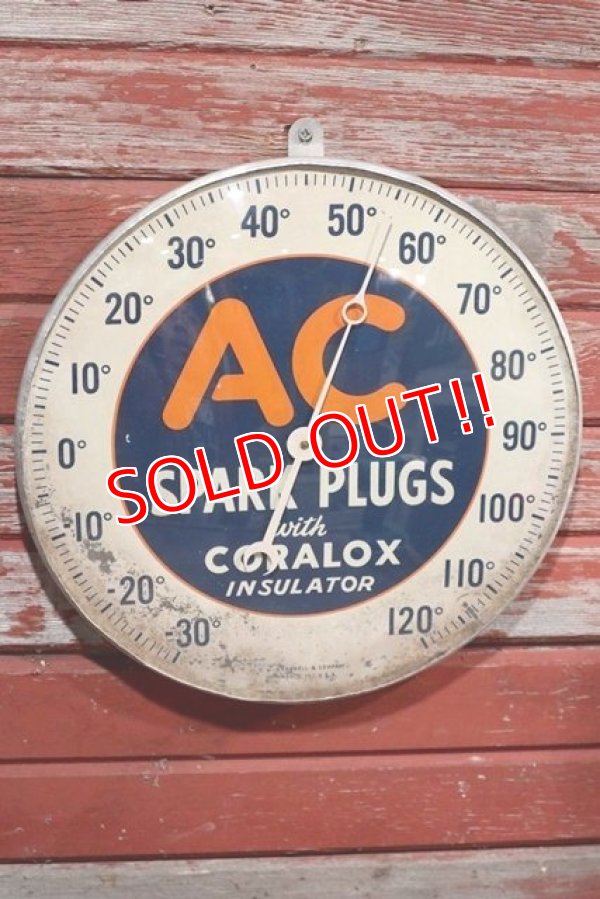 50°
40°
60°
30°
70°
20°
AC
80°
10°
SOLD OUT!!
90°
0°
SPARK PLUGS
100°
-10°
with
CORALOX
110°
-20°
INSULATOR
120°
-30°